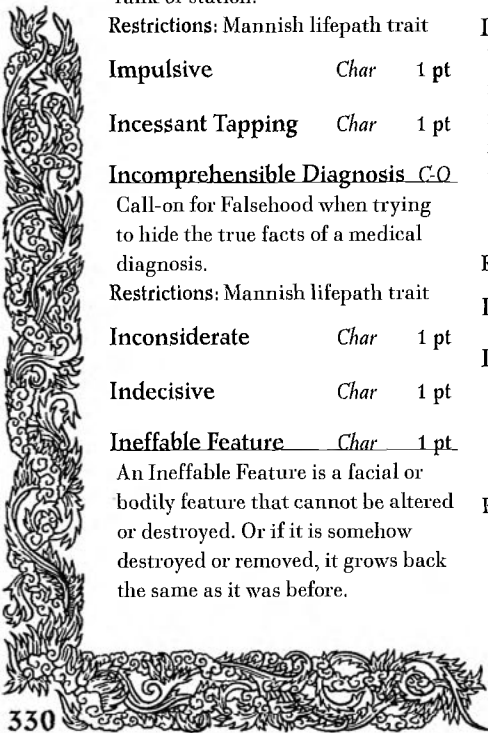 Restrictions: Mannish lifepath trait
Impulsive Char 1 pt
Incessant Tapping Char 1 pt
Incomprehensible Diagnosis C-O
Call-on for Falsehood when trying
to hide the true facts of a medical
diagnosis.
Restrictions: Mannish lifepath trait
Inconsiderate Char 1 pt
Indecisive Char 1 pt
Ineffable Feature Char 1 pt
An Ineffable Feature is a facial or
bodily feature that cannot be altered
or destroyed. Or if it is somehow
destroyed or removed, it grows back
the same as it was before.
330